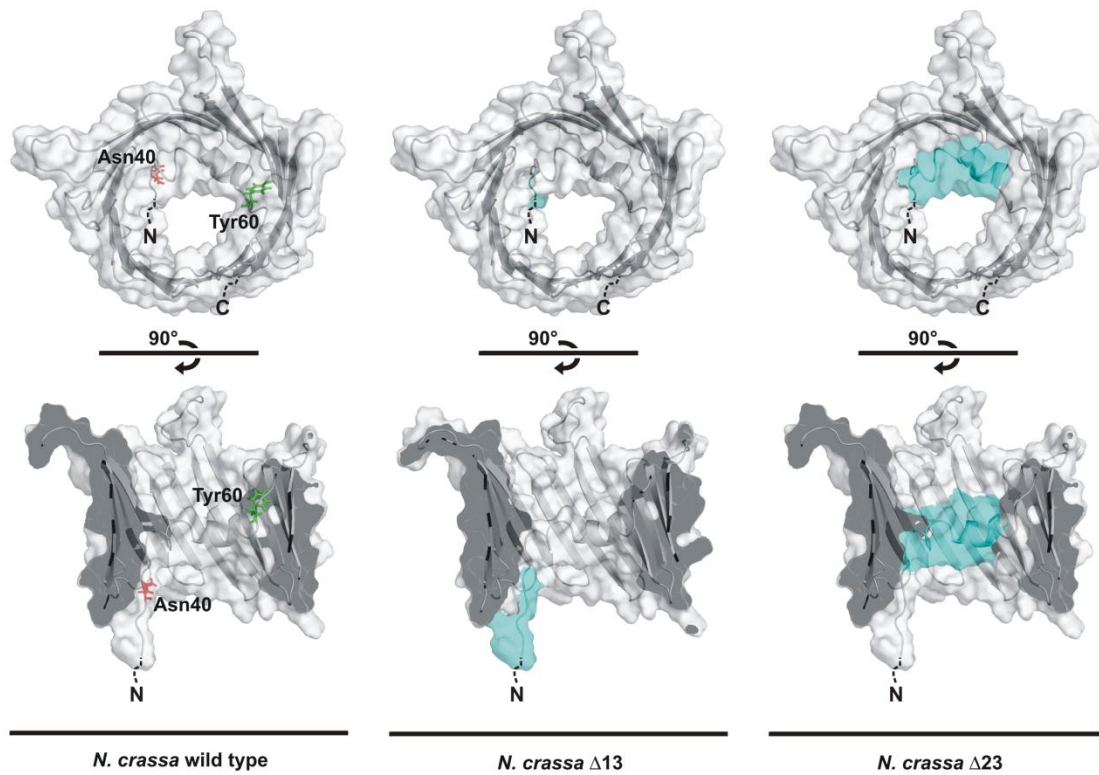 Asn40
Tyr60
N
C
N
C
N
C
90°
90°
90°
Tyr60
Asn40
N
N
N
N. crassa wild type
N. crassa Δ13
N. crassa Δ23